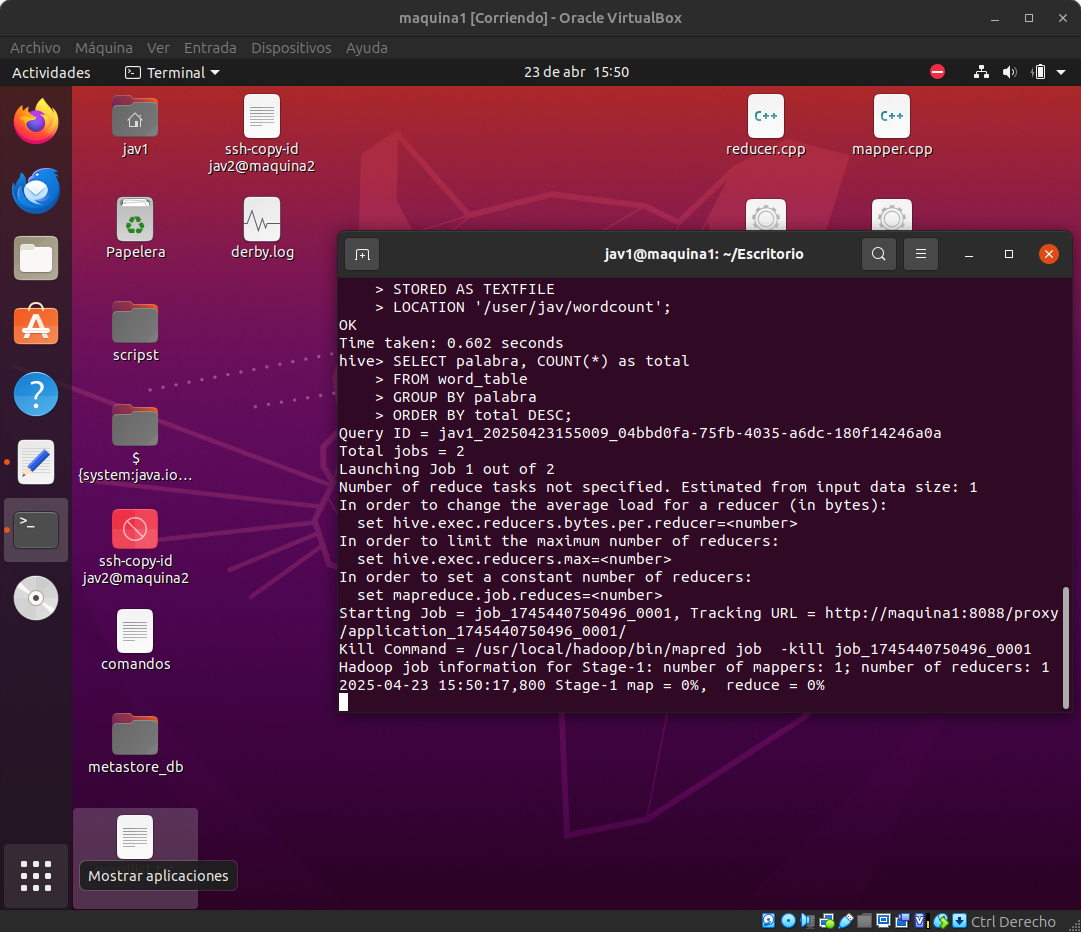 maquina1 [Corriendo] - Oracle VirtualBox
Archivo Máquina Ver Entrada Dispositivos Ayuda
Actividades Terminal 23 de abr 15:50
jav1
ssh-copy-id
jav2@maquina2
C++
reducer.cpp
C++
mapper.cpp
Papelera
derby.log
scripst
$
{system:java.io…
ssh-copy-id
jav2@maquina2
comandos
metastore_db
Mostrar aplicaciones
jav1@maquina1: ~/Escritorio
> STORED AS TEXTFILE
> LOCATION '/user/jav/wordcount';
OK
Time taken: 0.602 seconds
hive> SELECT palabra, COUNT(*) as total
> FROM word_table
> GROUP BY palabra
> ORDER BY total DESC;
Query ID = jav1_20250423155009_04bbd0fa-75fb-4035-a6dc-180f14246a0a
Total jobs = 2
Launching Job 1 out of 2
Number of reduce tasks not specified. Estimated from input data size: 1
In order to change the average load for a reducer (in bytes):
set hive.exec.reducers.bytes.per.reducer=<number>
In order to limit the maximum number of reducers:
set hive.exec.reducers.max=<number>
In order to set a constant number of reducers:
set mapreduce.job.reduces=<number>
Starting Job = job_1745440750496_0001, Tracking URL = http://maquina1:8088/proxy
/application_1745440750496_0001/
Kill Command = /usr/local/hadoop/bin/mapred job  -kill job_1745440750496_0001
Hadoop job information for Stage-1: number of mappers: 1; number of reducers: 1
2025-04-23 15:50:17,800 Stage-1 map = 0%,  reduce = 0%
Ctrl Derecho